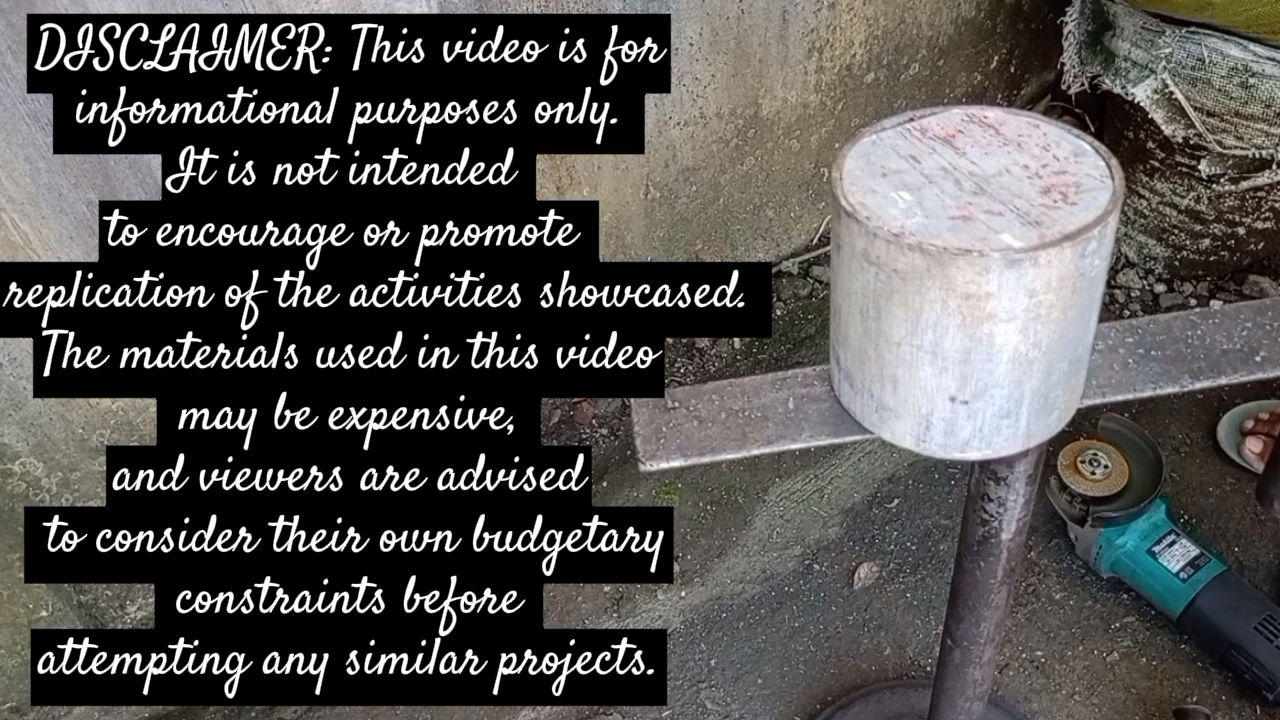 DISCLAIMER: This video is for
informational purposes only.
It is not intended
to encourage or promote
replication of the activities showcased.
The materials used in this video
may be expensive,
and viewers are advised
to consider their own budgetary
constraints before
attempting any similar projects.